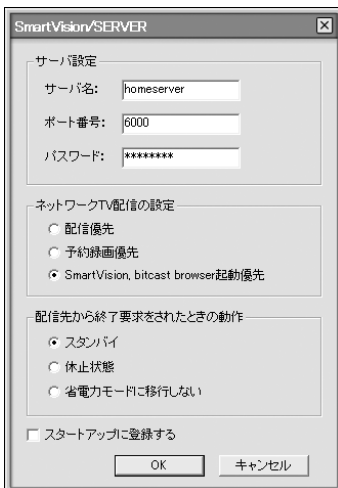 SmartVision/SERVER
サーバ設定
サーバ名: homeserver
ポート番号: 6000
パスワード: ********
ネットワークTV配信の設定
配信優先
予約録画優先
SmartVision, bitcast browser起動優先
配信先から終了要求をされたときの動作
スタンバイ
休止状態
省電力モードに移行しない
スタートアップに登録する
OK キャンセル